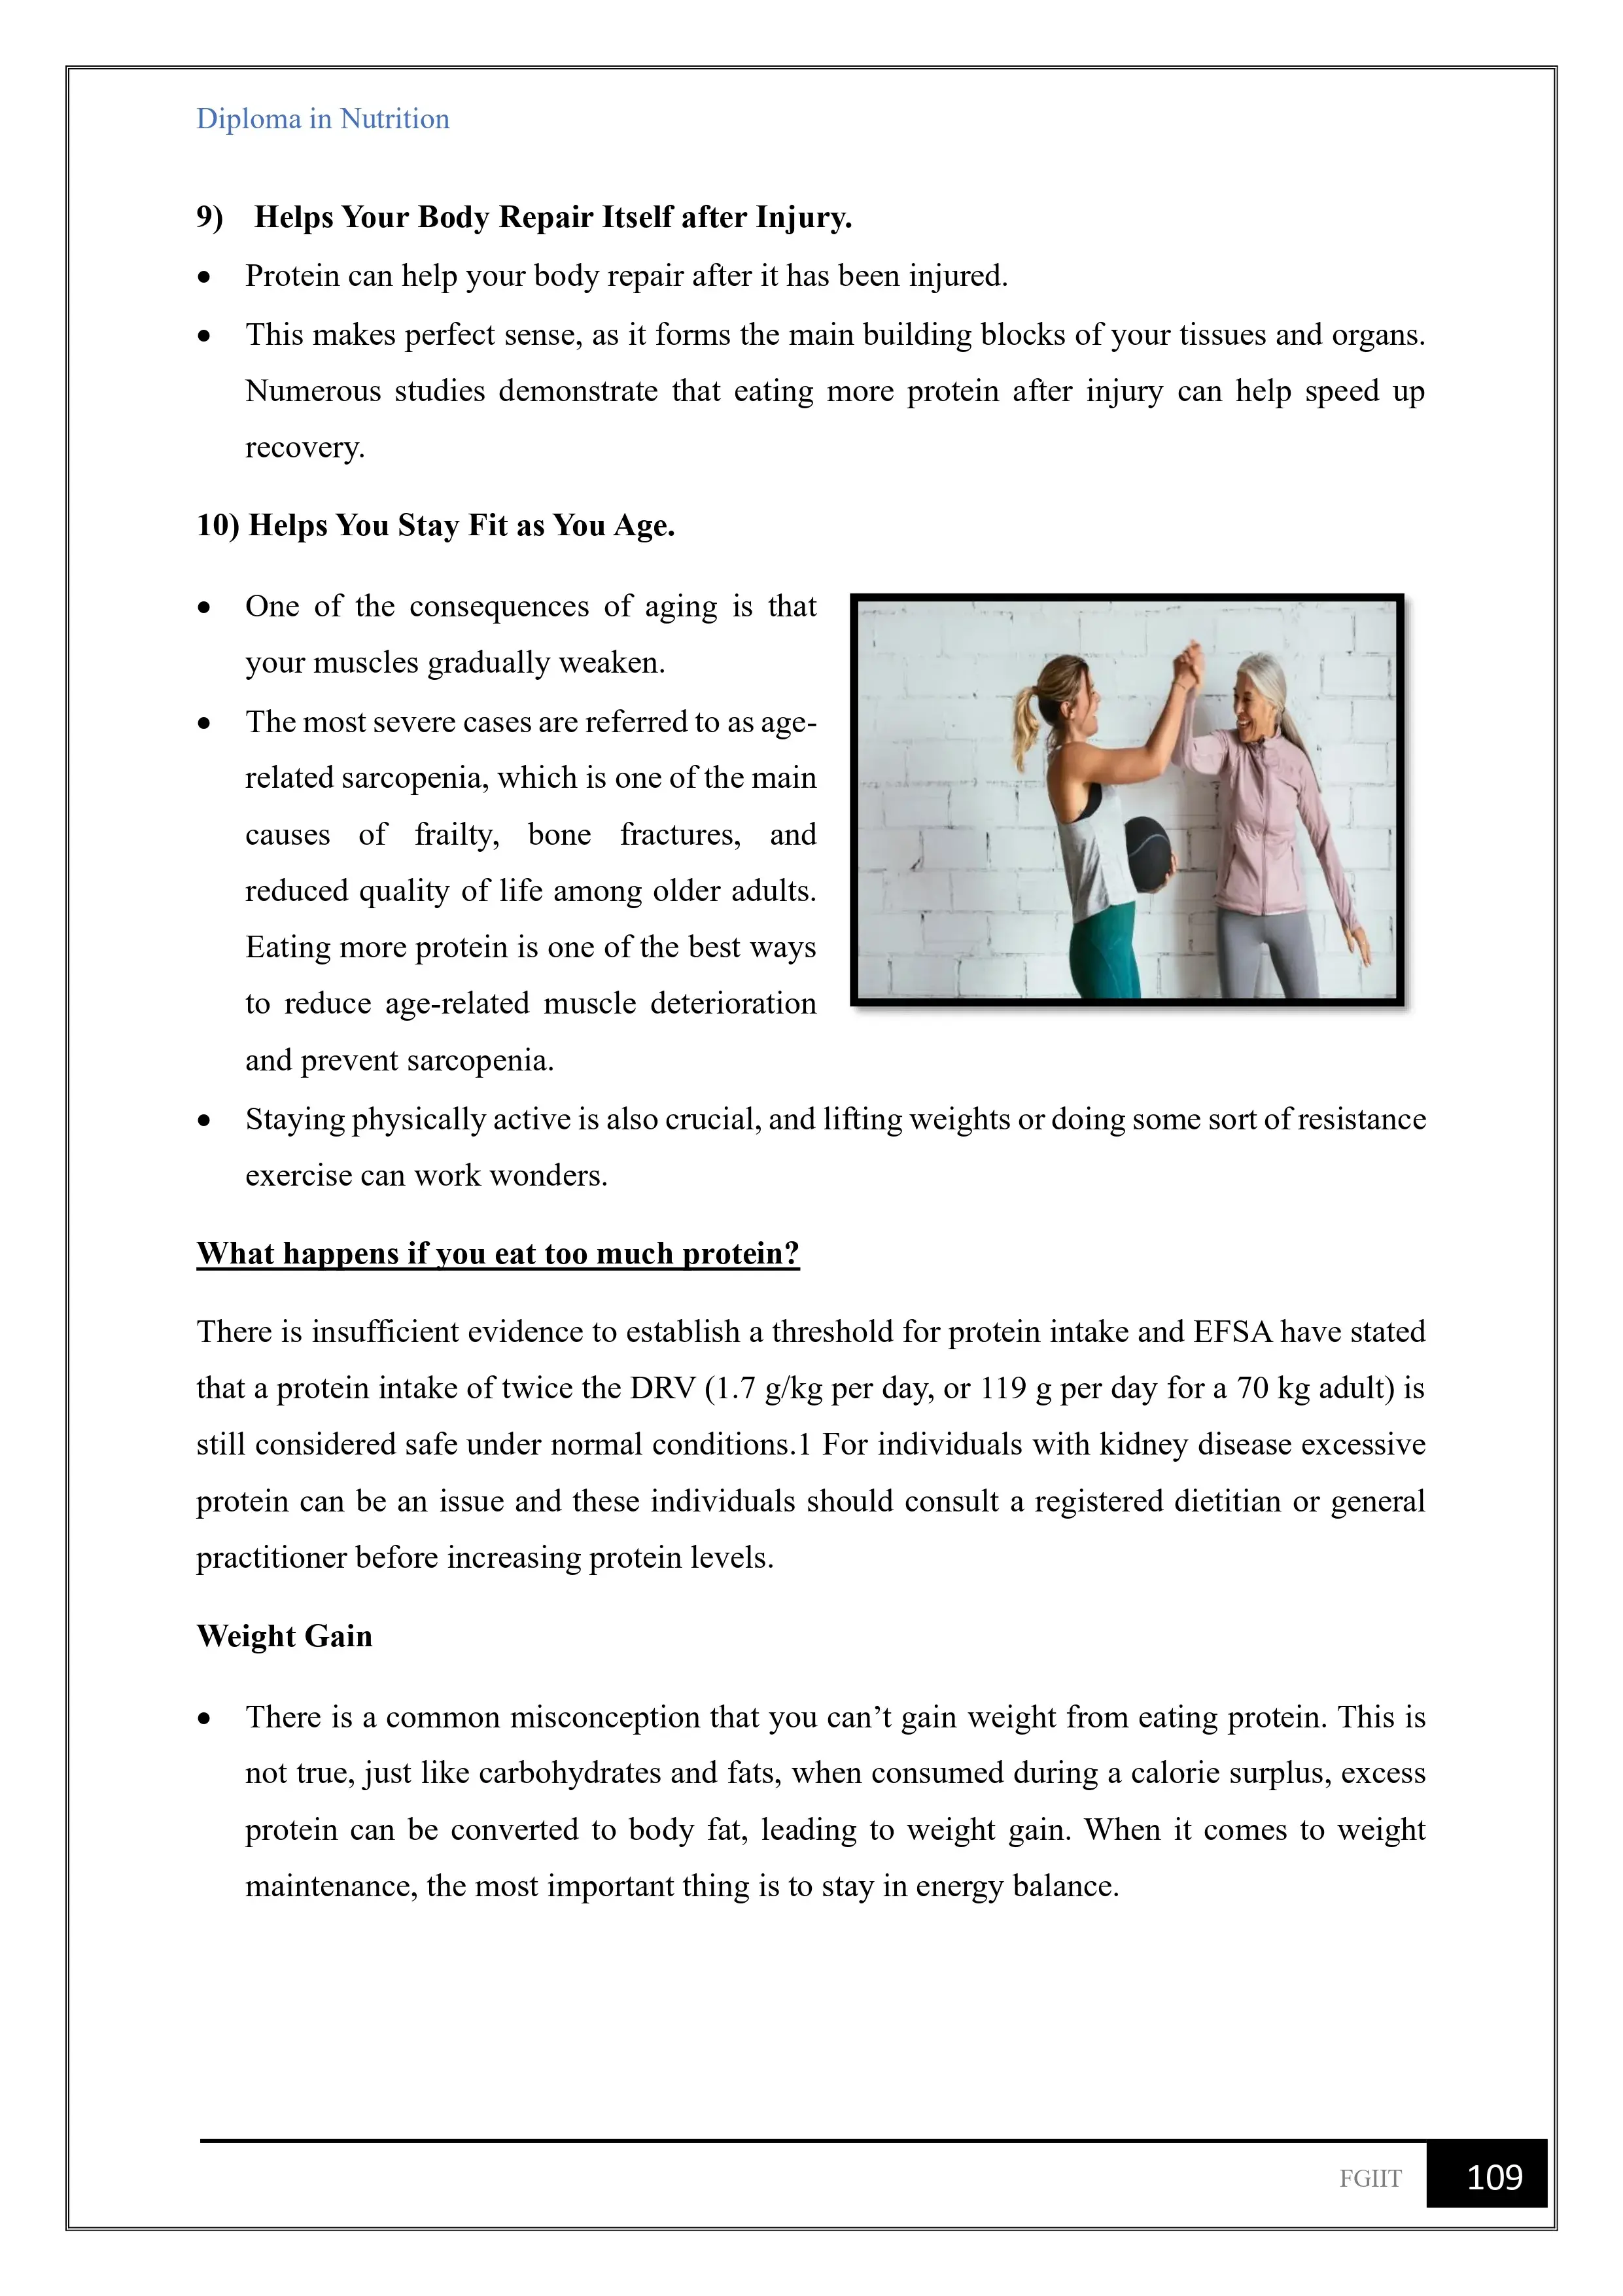 Diploma in Nutrition
9) Helps Your Body Repair Itself after Injury.
• Protein can help your body repair after it has been injured.
• This makes perfect sense, as it forms the main building blocks of your tissues and organs.
Numerous studies demonstrate that eating more protein after injury can help speed up
recovery.
10) Helps You Stay Fit as You Age.
• One of the consequences of aging is that
your muscles gradually weaken.
• The most severe cases are referred to as age-
related sarcopenia, which is one of the main
causes of frailty, bone fractures, and
reduced quality of life among older adults.
Eating more protein is one of the best ways
to reduce age-related muscle deterioration
and prevent sarcopenia.
• Staying physically active is also crucial, and lifting weights or doing some sort of resistance
exercise can work wonders.
What happens if you eat too much protein?
There is insufficient evidence to establish a threshold for protein intake and EFSA have stated
that a protein intake of twice the DRV (1.7 g/kg per day, or 119 g per day for a 70 kg adult) is
still considered safe under normal conditions.1 For individuals with kidney disease excessive
protein can be an issue and these individuals should consult a registered dietitian or general
practitioner before increasing protein levels.
Weight Gain
• There is a common misconception that you can’t gain weight from eating protein. This is
not true, just like carbohydrates and fats, when consumed during a calorie surplus, excess
protein can be converted to body fat, leading to weight gain. When it comes to weight
maintenance, the most important thing is to stay in energy balance.
FGIIT 109